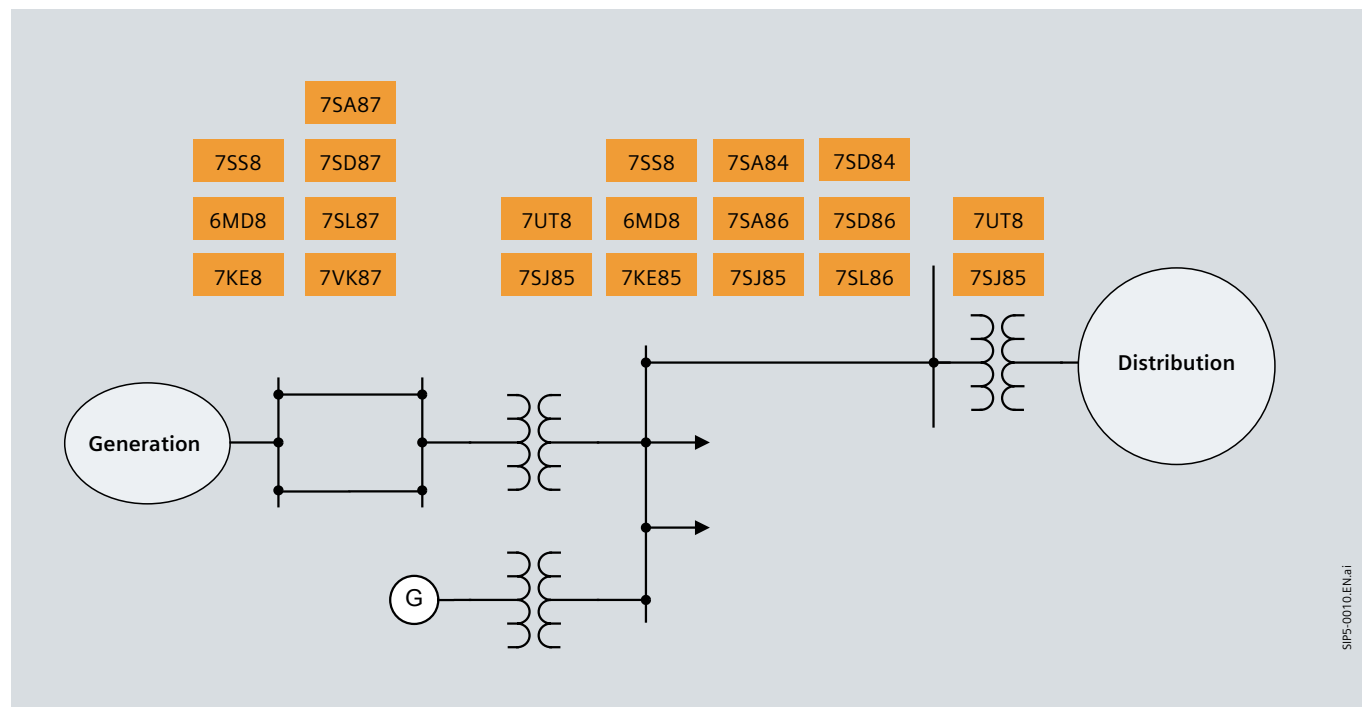 7SA87
7SS8 7SD87 7SS8 7SA84 7SD84
6MD8 7SL87 7UT8 6MD8 7SA86 7SD86 7UT8
7KE8 7VK87 7SJ85 7KE85 7SJ85 7SL86 7SJ85
Distribution
Generation
G
SIP5-0010.EN.ai